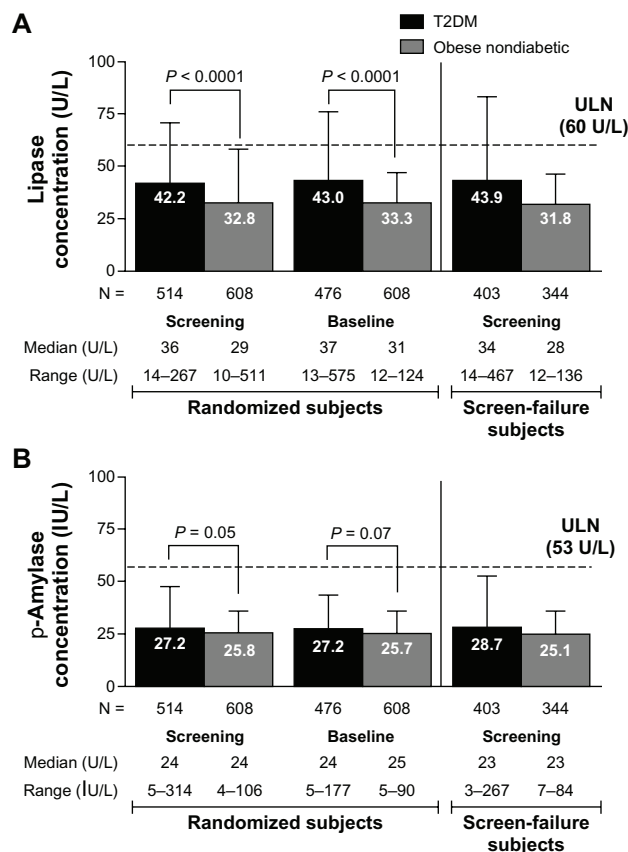 A
T2DM
Obese nondiabetic
Lipase
concentration (U/L)
100
75
50
25
0
P < 0.0001
P < 0.0001
ULN
(60 U/L)
42.2
32.8
43.0
33.3
43.9
31.8
N = 514 608 476 608 403 344
Screening Baseline Screening
Median (U/L) 36 29 37 31 34 28
Range (U/L) 14–267 10–511 13–575 12–124 14–467 12–136
Randomized subjects Screen-failure
subjects
B
p-Amylase
concentration (IU/L)
100
75
50
25
0
P = 0.05
P = 0.07
ULN
(53 U/L)
27.2
25.8
27.2
25.7
28.7
25.1
N = 514 608 476 608 403 344
Screening Baseline Screening
Median (U/L) 24 24 24 25 23 23
Range (IU/L) 5–314 4–106 5–177 5–90 3–267 7–84
Randomized subjects Screen-failure
subjects